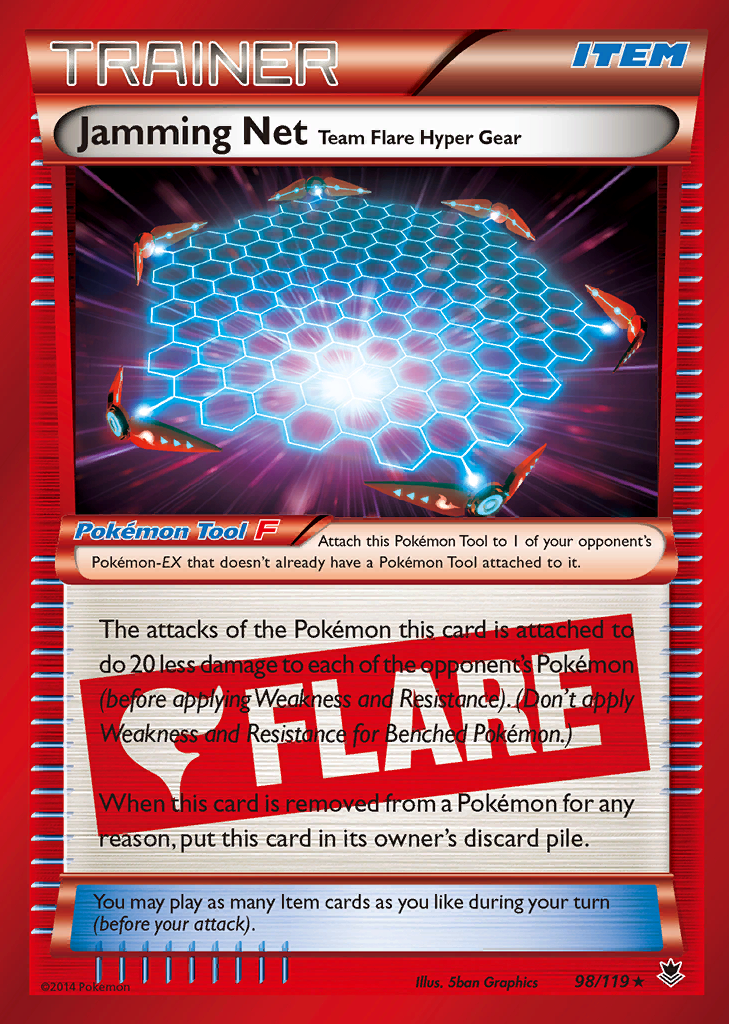 TRAINER
ITEM
Jamming Net Team Flare Hyper Gear
Pokémon Tool F
Attach this Pokémon Tool to 1 of your opponent's
Pokémon-EX that doesn't already have a Pokémon Tool attached to it.
The attacks of the Pokémon this card is attached to
do 20 less damage to each of the opponent's Pokémon
(before applying Weakness and Resistance). (Don't apply
Weakness and Resistance for Benched Pokémon.)
FLARE
When this card is removed from a Pokémon for any
reason, put this card in its owner's discard pile.
You may play as many Item cards as you like during your turn
(before your attack).
©2014 Pokémon
Illus. 5ban Graphics
98/119 ★